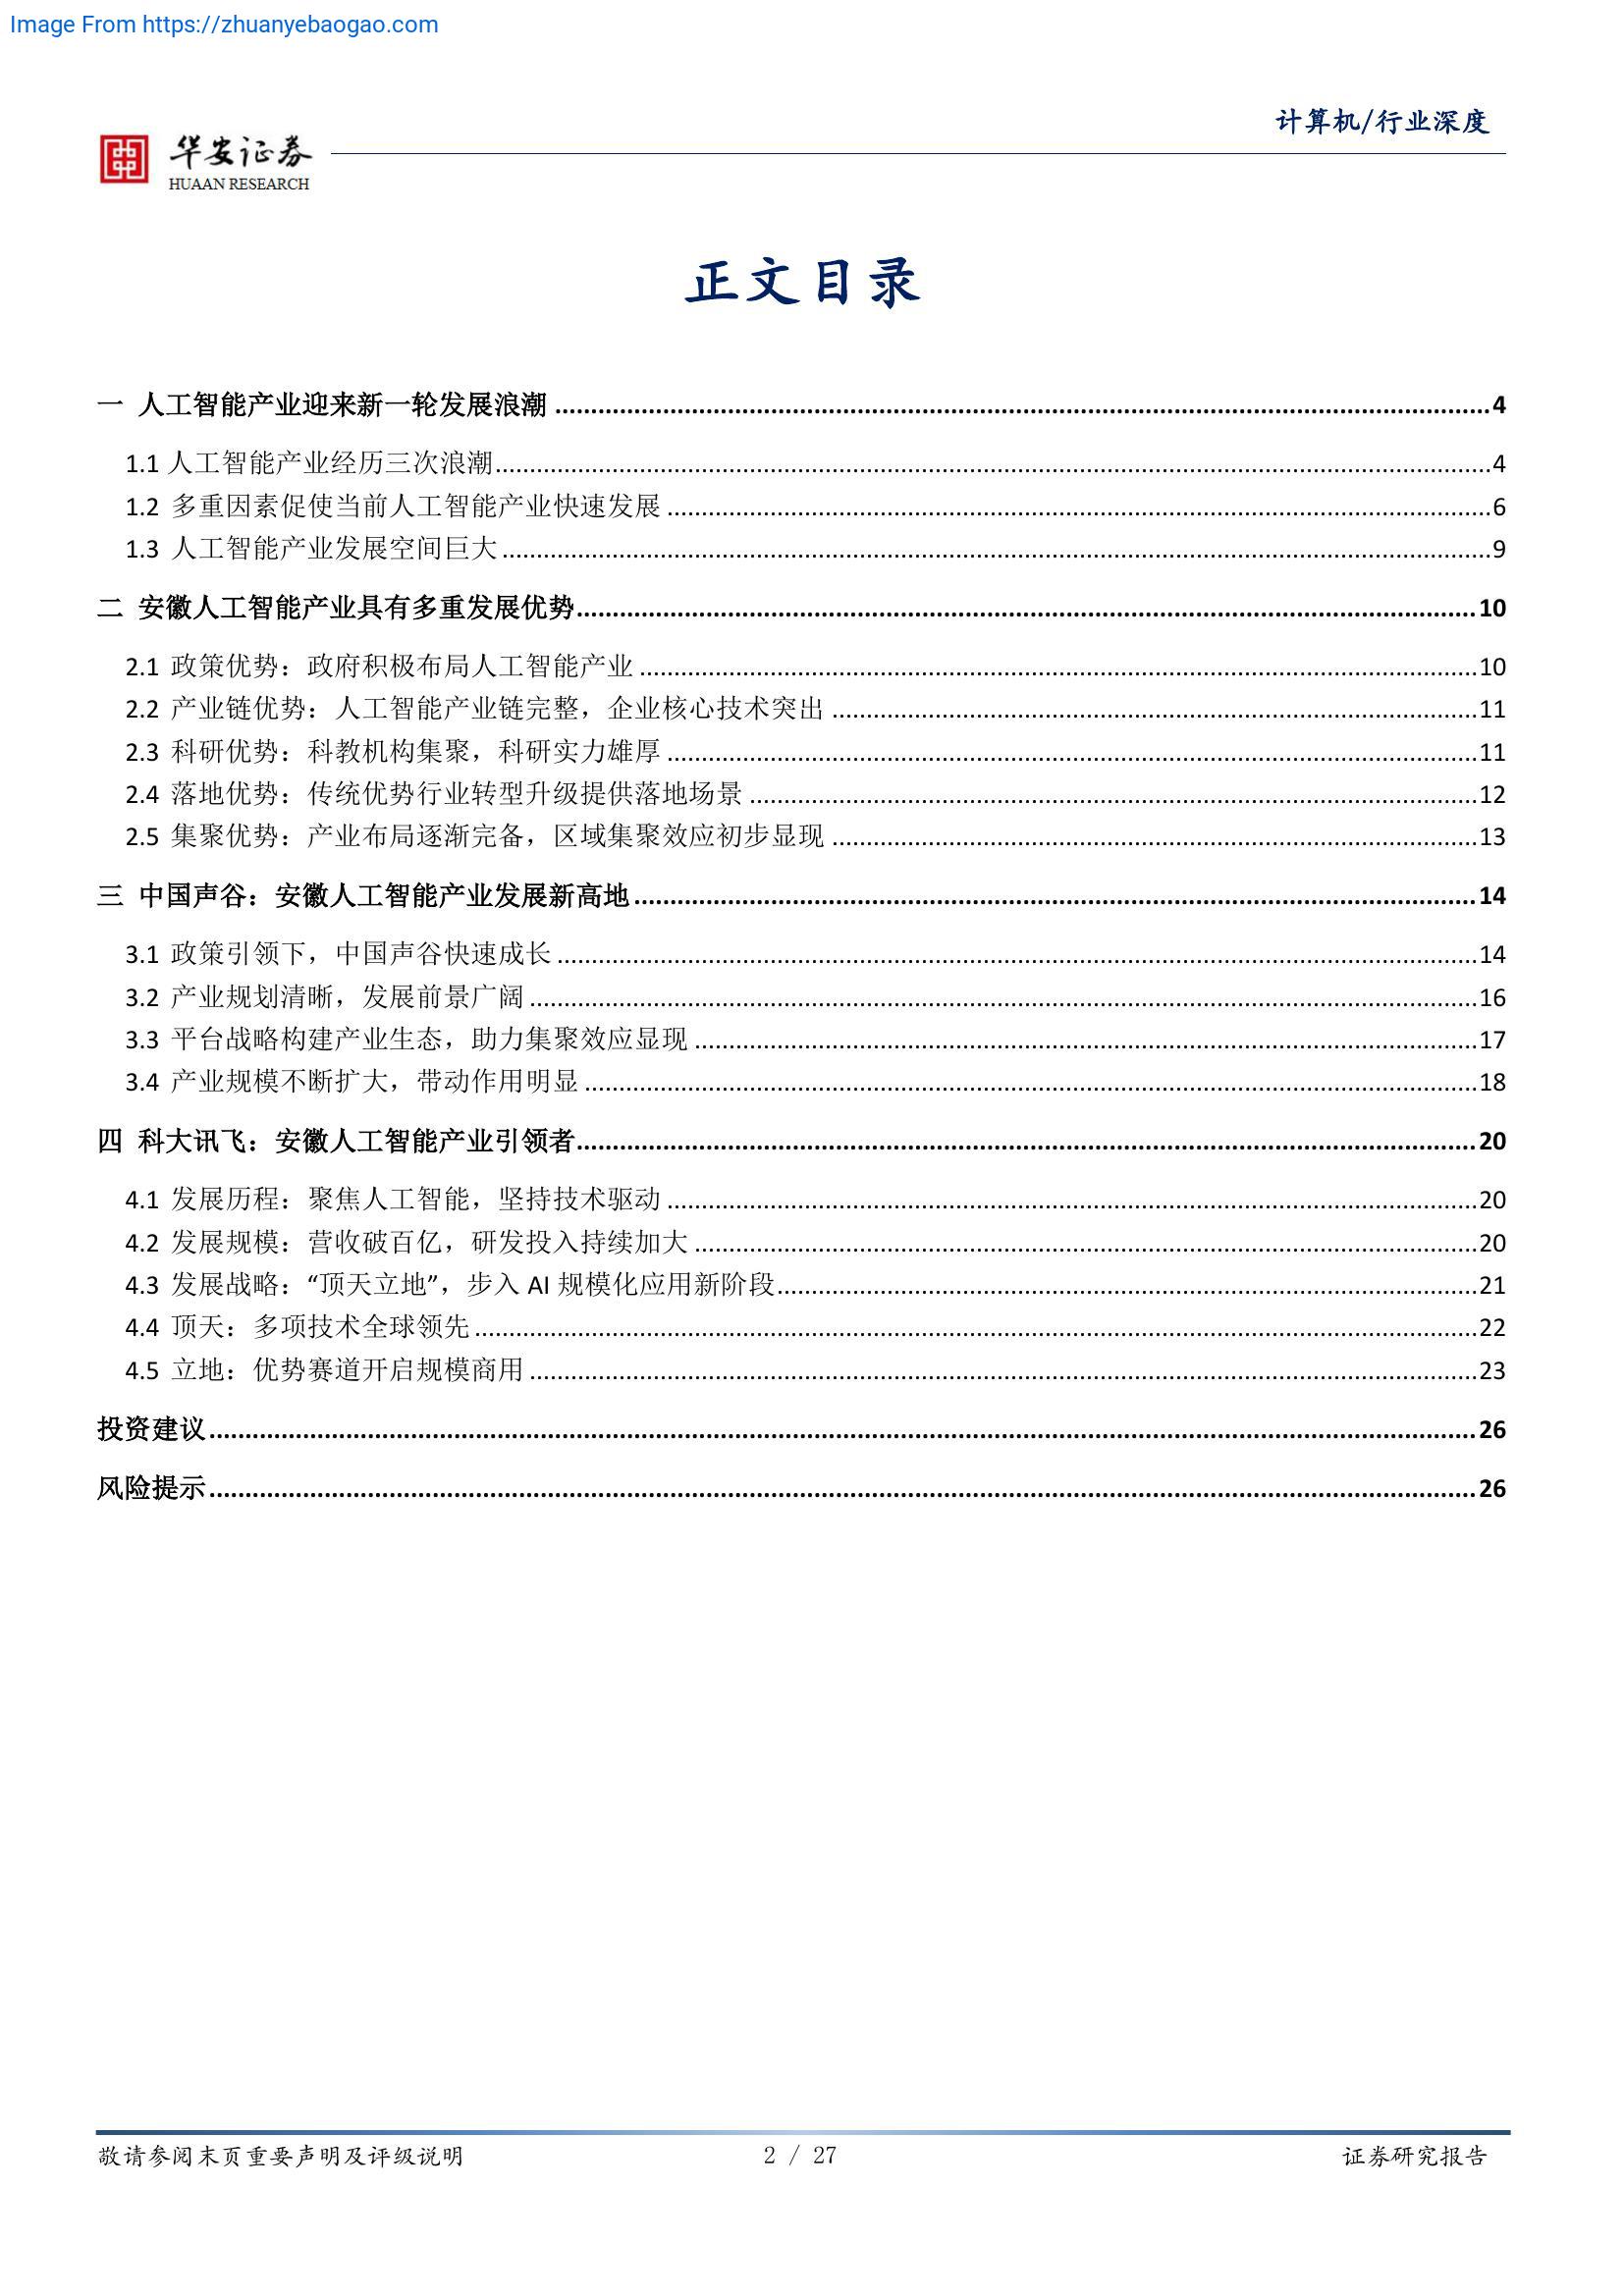 Image From https://zhuanyebaogao.com
计算机/行业深度
华安证券
HUAAN RESEARCH
正文目录
一 人工智能产业迎来新一轮发展浪潮 ........ 4
1.1 人工智能产业经历三次浪潮 ........ 4
1.2 多重因素促使当前人工智能产业快速发展 ........ 6
1.3 人工智能产业发展空间巨大 ........ 9
二 安徽人工智能产业具有多重发展优势 ........ 10
2.1 政策优势：政府积极布局人工智能产业 ........ 10
2.2 产业链优势：人工智能产业链完整，企业核心技术突出 ........ 11
2.3 科研优势：科教机构集聚，科研实力雄厚 ........ 11
2.4 落地优势：传统优势行业转型升级提供落地场景 ........ 12
2.5 集聚优势：产业布局逐渐完备，区域集聚效应初步显现 ........ 13
三 中国声谷：安徽人工智能产业发展新高地 ........ 14
3.1 政策引领下，中国声谷快速成长 ........ 14
3.2 产业规划清晰，发展前景广阔 ........ 16
3.3 平台战略构建产业生态，助力集聚效应显现 ........ 17
3.4 产业规模不断扩大，带动作用明显 ........ 18
四 科大讯飞：安徽人工智能产业引领者 ........ 20
4.1 发展历程：聚焦人工智能，坚持技术驱动 ........ 20
4.2 发展规模：营收破百亿，研发投入持续加大 ........ 20
4.3 发展战略：“顶天立地”，步入 AI 规模化应用新阶段 ........ 21
4.4 顶天：多项技术全球领先 ........ 22
4.5 立地：优势赛道开启规模商用 ........ 23
投资建议 ........ 26
风险提示 ........ 26
敬请参阅末页重要声明及评级说明 2 / 27 证券研究报告